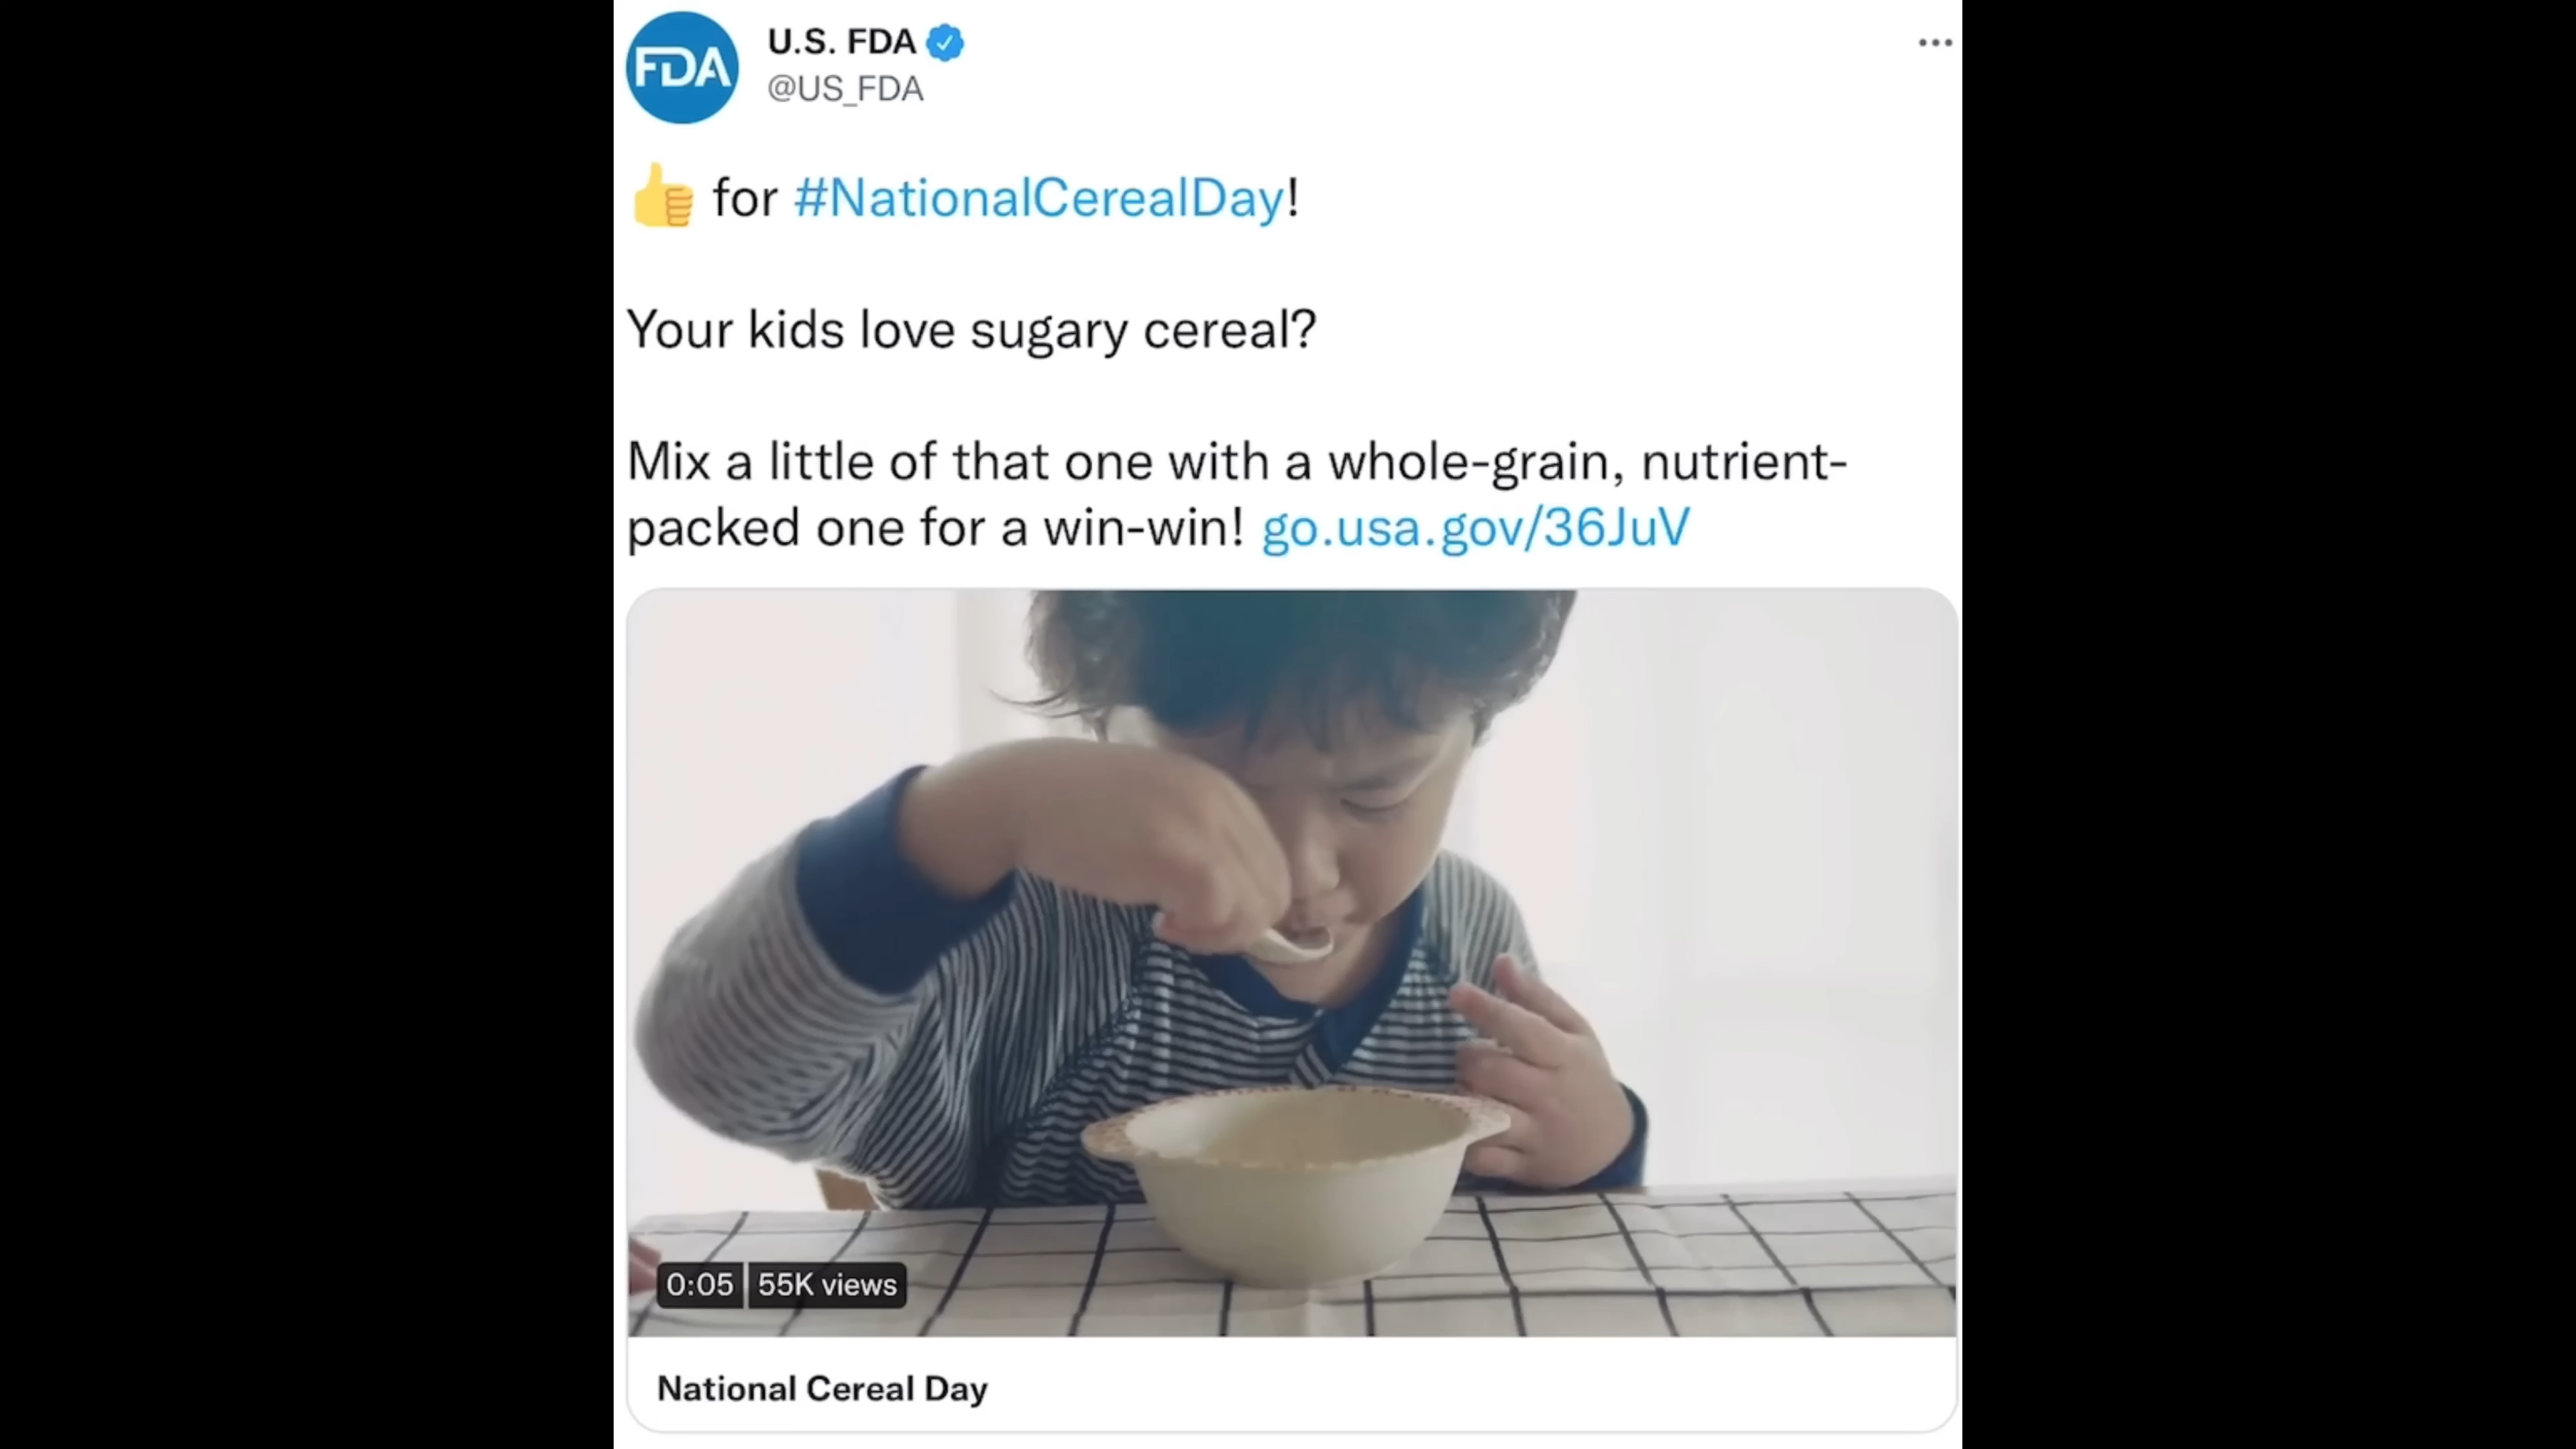 FDA
U.S. FDA
@US_FDA
👍 for #NationalCerealDay!
Your kids love sugary cereal?
Mix a little of that one with a whole-grain, nutrient-
packed one for a win-win! go.usa.gov/36JuV
0:05 55K views
National Cereal Day